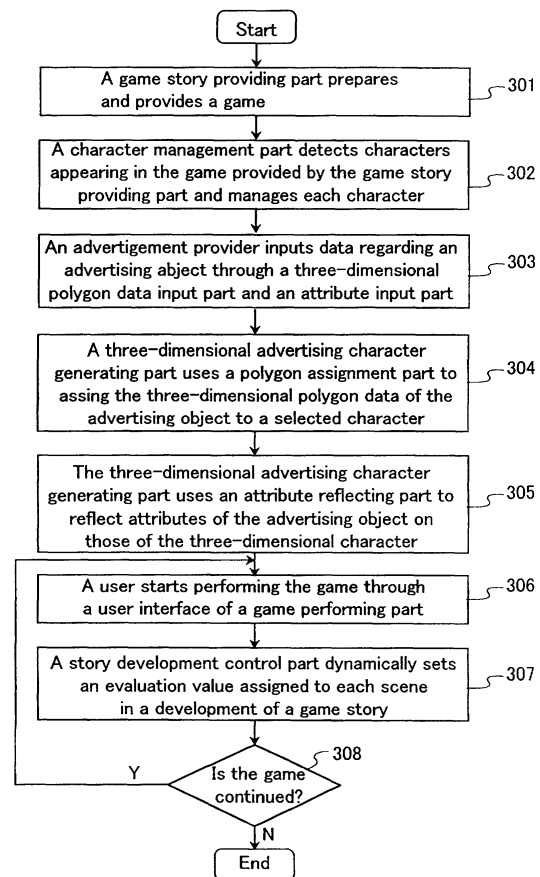 Start
A game story providing part prepares
and provides a game
301
A character management part detects characters
appearing in the game provided by the game story
providing part and manages each character
302
An advertigement provider inputs data regarding an
advertising abject through a three-dimensional
polygon data input part and an attribute input part
303
A three-dimensional advertising character
generating part uses a polygon assignment part to
assing the three-dimensional polygon data of the
advertising object to a selected character
304
The three-dimensional advertising character
generating part uses an attribute reflecting part to
reflect attributes of the advertising object on
those of the three-dimensional character
305
A user starts performing the game through
a user interface of a game performing part
306
A story development control part dynamically sets
an evaluation value assigned to each scene
in a development of a game story
307
308
Y
Is the game
continued?
N
End